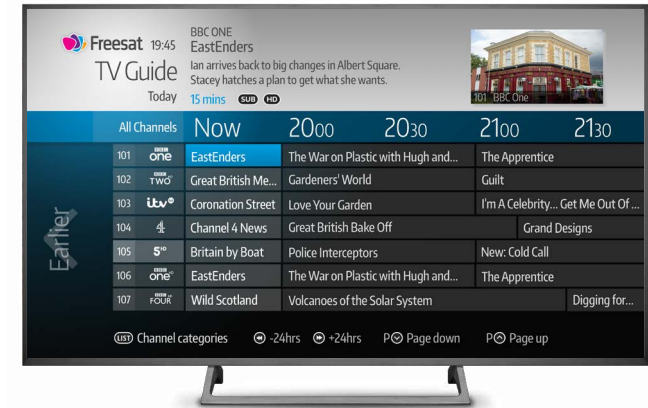 Freesat 19:45
TV Guide
Today
BBC ONE
EastEnders
Ian arrives back to big changes in Albert Square.
Stacey hatches a plan to get what she wants.
15 mins SUB HD
101 BBC One
All Channels Now 2000 2030 2100 2130
Earlier
101 BBC one EastEnders The War on Plastic with Hugh and... The Apprentice
102 BBC TWO Great British Me... Gardeners' World Guilt
103 itv Coronation Street Love Your Garden I'm A Celebrity... Get Me Out Of ...
104 4 Channel 4 News Great British Bake Off Grand Designs
105 5 Britain by Boat Police Interceptors New: Cold Call
106 BBC one EastEnders The War on Plastic with Hugh and... The Apprentice
107 BBC FOUR Wild Scotland Volcanoes of the Solar System Digging for...
LIST Channel categories -24hrs +24hrs P Page down P Page up